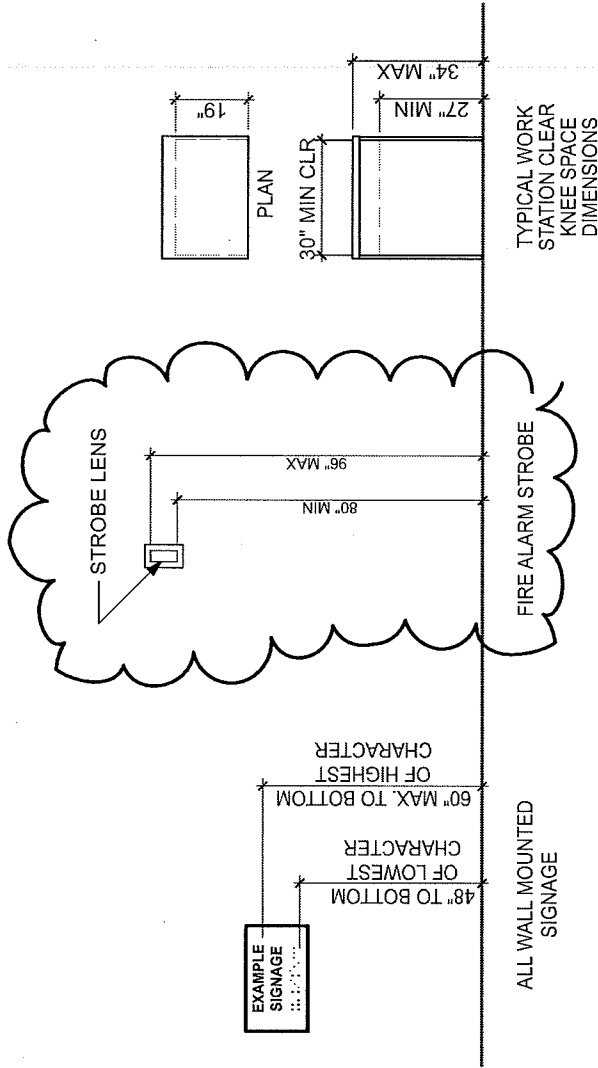 EXAMPLE
SIGNAGE
48" TO BOTTOM
OF LOWEST
CHARACTER
60" MAX. TO BOTTOM
OF HIGHEST
CHARACTER
ALL WALL MOUNTED
SIGNAGE
STROBE LENS
80" MIN
96" MAX
FIRE ALARM STROBE
19"
PLAN
30" MIN CLR
27" MIN
34" MAX
TYPICAL WORK
STATION CLEAR
KNEE SPACE
DIMENSIONS